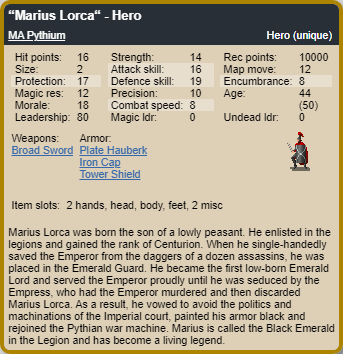 “Marius Lorca“ - Hero
MA Pythium Hero (unique)
Hit points: 16 Strength: 14 Rec points: 10000
Size: 2 Attack skill: 16 Map move: 12
Protection: 17 Defence skill: 19 Encumbrance: 8
Magic res: 12 Precision: 10 Age: 44
Morale: 18 Combat speed: 8 (50)
Leadership: 80 Magic ldr: 0 Undead ldr: 0
Weapons: Armor:
Broad Sword Plate Hauberk
Iron Cap
Tower Shield
Item slots: 2 hands, head, body, feet, 2 misc
Marius Lorca was born the son of a lowly peasant. He enlisted in the
legions and gained the rank of Centurion. When he single-handedly
saved the Emperor from the daggers of a dozen assassins, he was
placed in the Emerald Guard. He became the first low-born Emerald
Lord and served the Emperor proudly until he was seduced by the
Empress, who had the Emperor murdered and then discarded
Marius Lorca. As a result, he vowed to avoid the politics and
machinations of the Imperial court, painted his armor black and
rejoined the Pythian war machine. Marius is called the Black Emerald
in the Legion and has become a living legend.